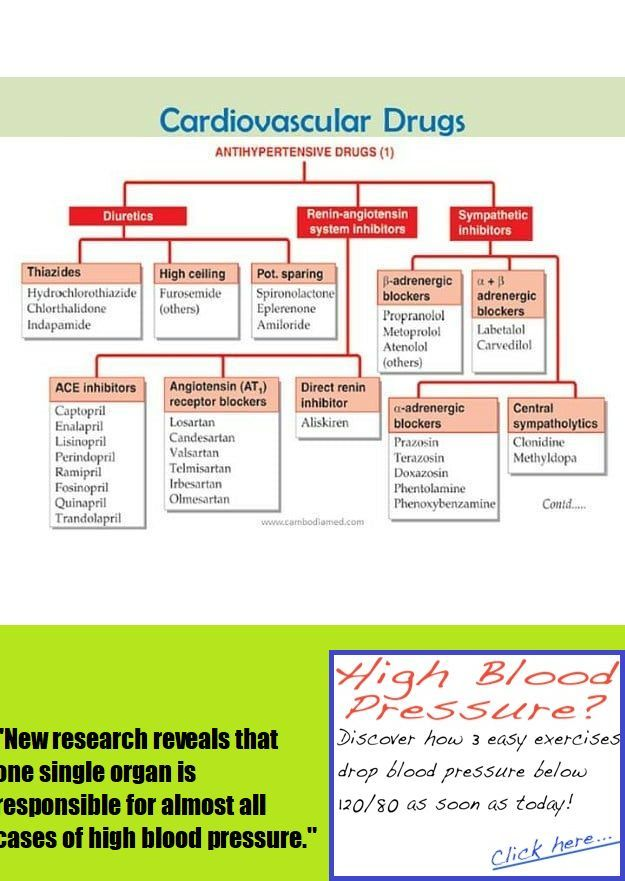 Cardiovascular Drugs
ANTIHYPERTENSIVE DRUGS (1)
Diuretics
Renin-angiotensin
system inhibitors
Sympathetic
inhibitors
Thiazides
Hydrochlorothiazide
Chlorthalidone
Indapamide
High ceiling
Furosemide
(others)
Pot. sparing
Spironolactone
Eplerenone
Amiloride
β-adrenergic
blockers
Propranolol
Metoprolol
Atenolol
(others)
α + β
adrenergic
blockers
Labetalol
Carvedilol
ACE inhibitors
Captopril
Enalapril
Lisinopril
Perindopril
Ramipril
Fosinopril
Quinapril
Trandolapril
Angiotensin (AT₁)
receptor blockers
Losartan
Candesartan
Valsartan
Telmisartan
Irbesartan
Olmesartan
Direct renin
inhibitor
Aliskiren
α-adrenergic
blockers
Prazosin
Terazosin
Doxazosin
Phentolamine
Phenoxybenzamine
Central
sympatholytics
Clonidine
Methyldopa
Contd.....
www.cambodiamed.com
"New research reveals that
one single organ is
responsible for almost all
cases of high blood pressure."
High Blood
Pressure?
Discover how 3 easy exercises
drop blood pressure below
120/80 as soon as today!
Click here...